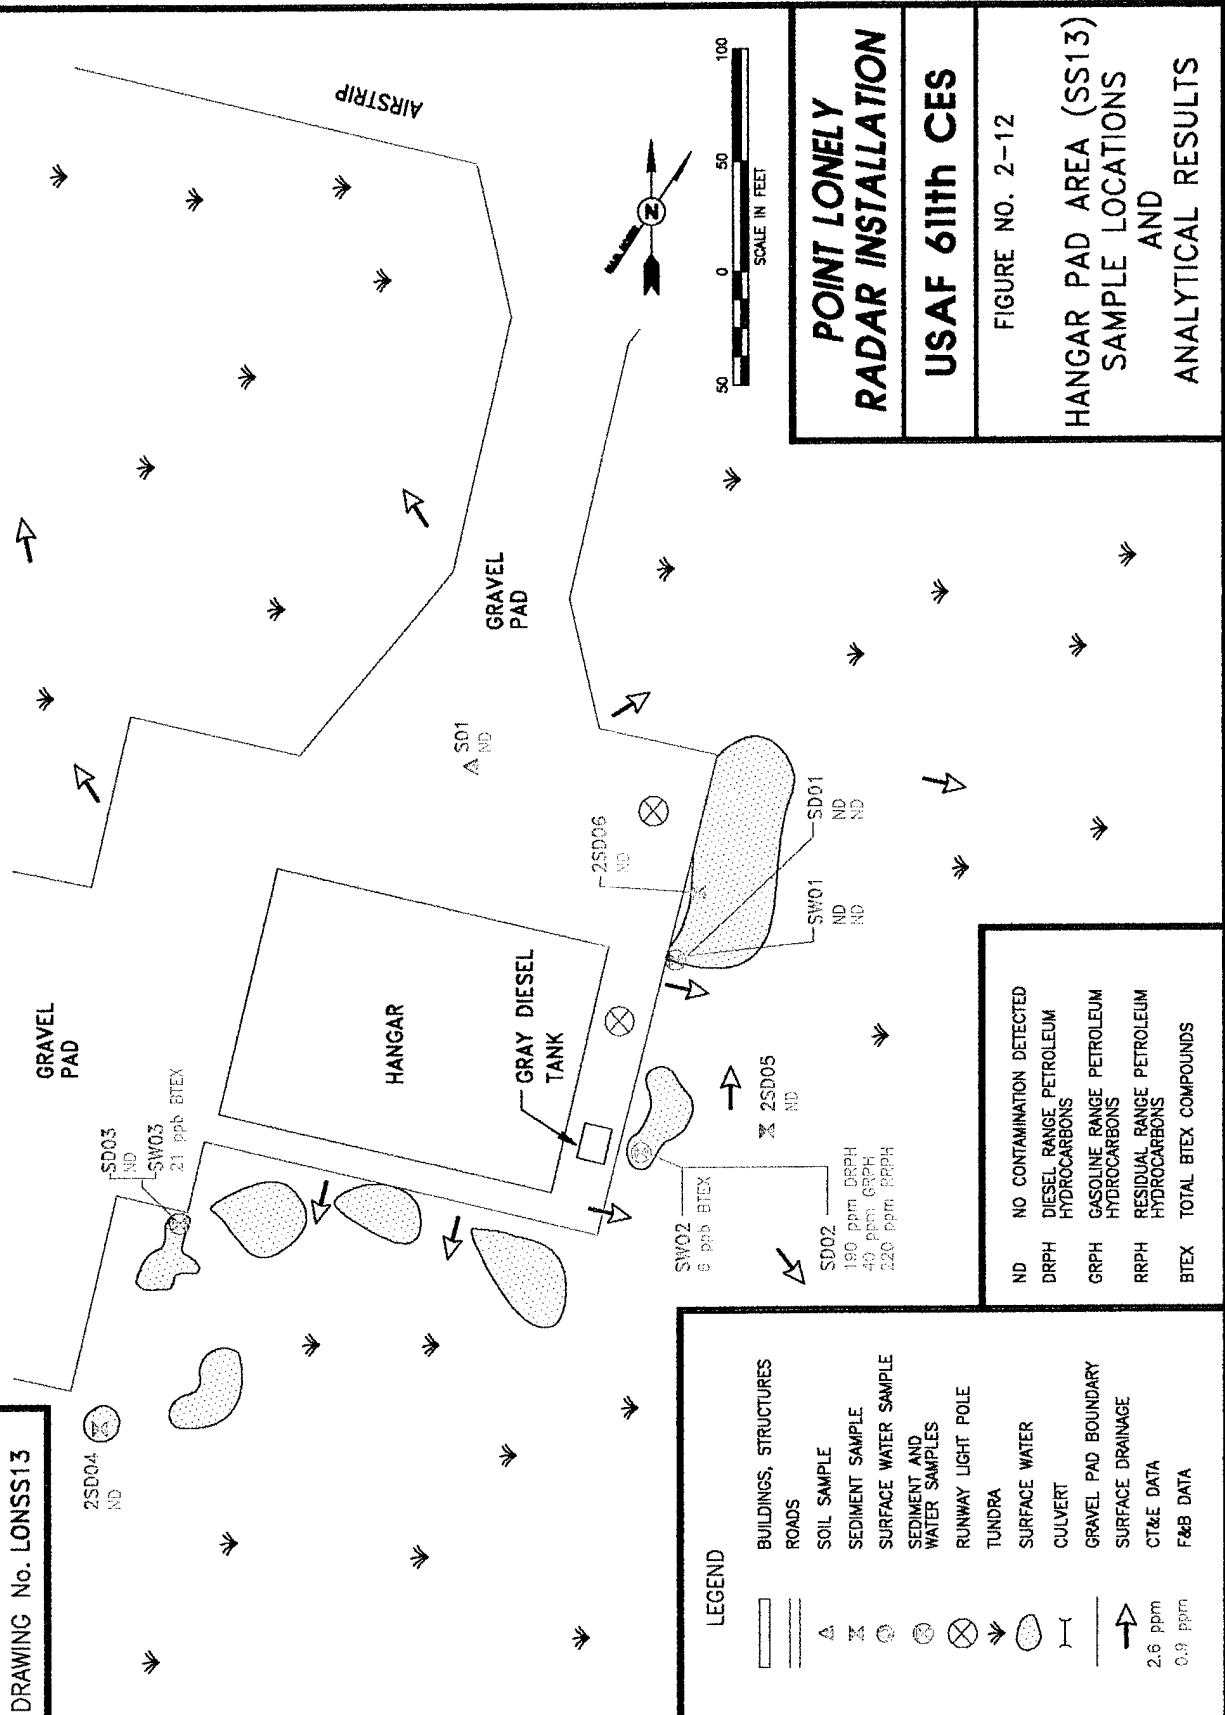 DRAWING No. LONSS13
2SD04
ND
SD03
ND
SW03
21 ppb BTEX
GRAVEL
PAD
HANGAR
GRAY DIESEL
TANK
AIRSTRIP
GRAVEL
PAD
S01
ND
2SD06
ND
SD01
ND
ND
SW01
ND
ND
2SD05
ND
SW02
6 ppb BTEX
SD02
190 ppm DRPH
40 ppm GRPH
220 ppm RRPH
N
50
0
50
100
SCALE IN FEET
LEGEND
BUILDINGS, STRUCTURES
ROADS
SOIL SAMPLE
SEDIMENT SAMPLE
SURFACE WATER SAMPLE
SEDIMENT AND
WATER SAMPLES
RUNWAY LIGHT POLE
TUNDRA
SURFACE WATER
CULVERT
GRAVEL PAD BOUNDARY
SURFACE DRAINAGE
2.6 ppm CT&E DATA
0.9 ppm F&B DATA
ND NO CONTAMINATION DETECTED
DRPH DIESEL RANGE PETROLEUM
HYDROCARBONS
GRPH GASOLINE RANGE PETROLEUM
HYDROCARBONS
RRPH RESIDUAL RANGE PETROLEUM
HYDROCARBONS
BTEX TOTAL BTEX COMPOUNDS
POINT LONELY
RADAR INSTALLATION
USAF 611th CES
FIGURE NO. 2-12
HANGAR PAD AREA (SS13)
SAMPLE LOCATIONS
AND
ANALYTICAL RESULTS